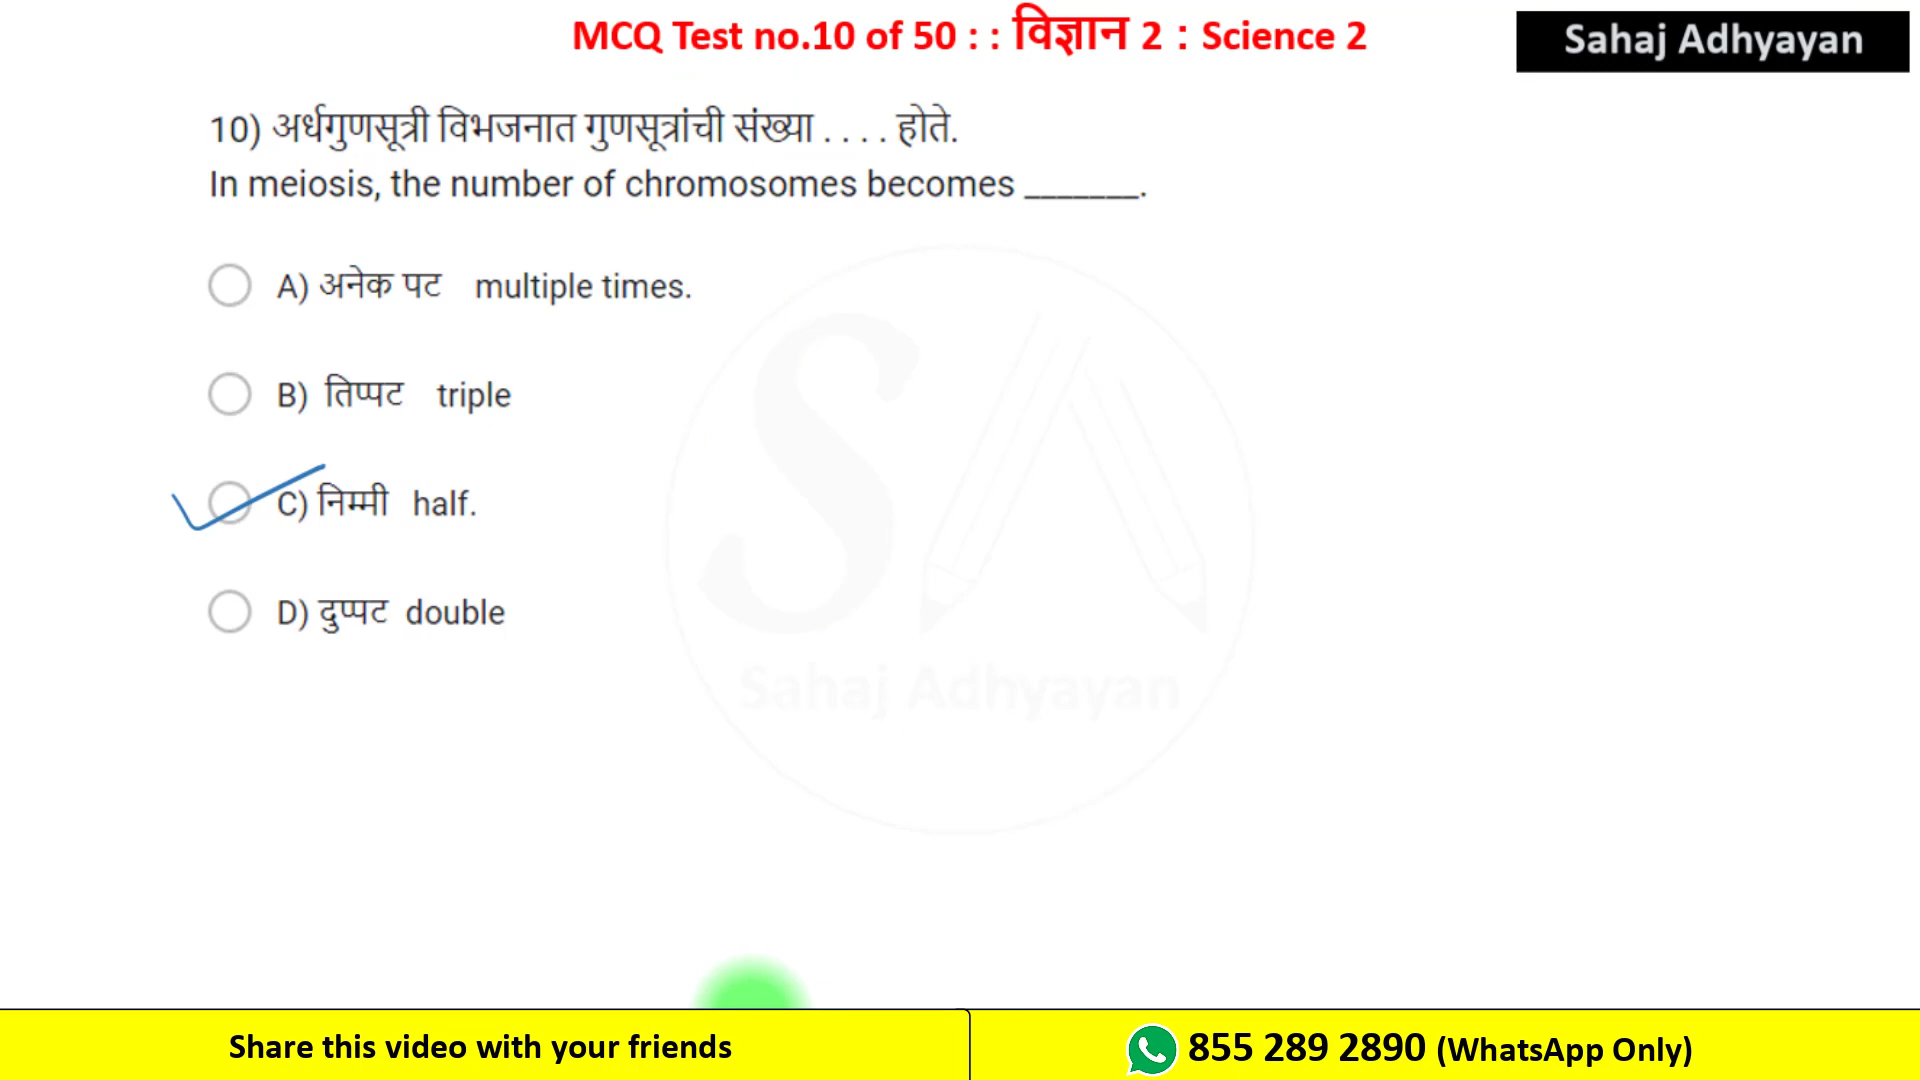 MCQ Test no.10 of 50 : : विज्ञान 2 : Science 2
Sahaj Adhyayan
10) अर्धगुणसूत्री विभजनात गुणसूत्रांची संख्या . . . . होते.
In meiosis, the number of chromosomes becomes _______.
A) अनेक पट multiple times.
B) तिप्पट triple
C) निम्मी half.
D) दुप्पट double
Sahaj Adhyayan
Share this video with your friends
855 289 2890 (WhatsApp Only)